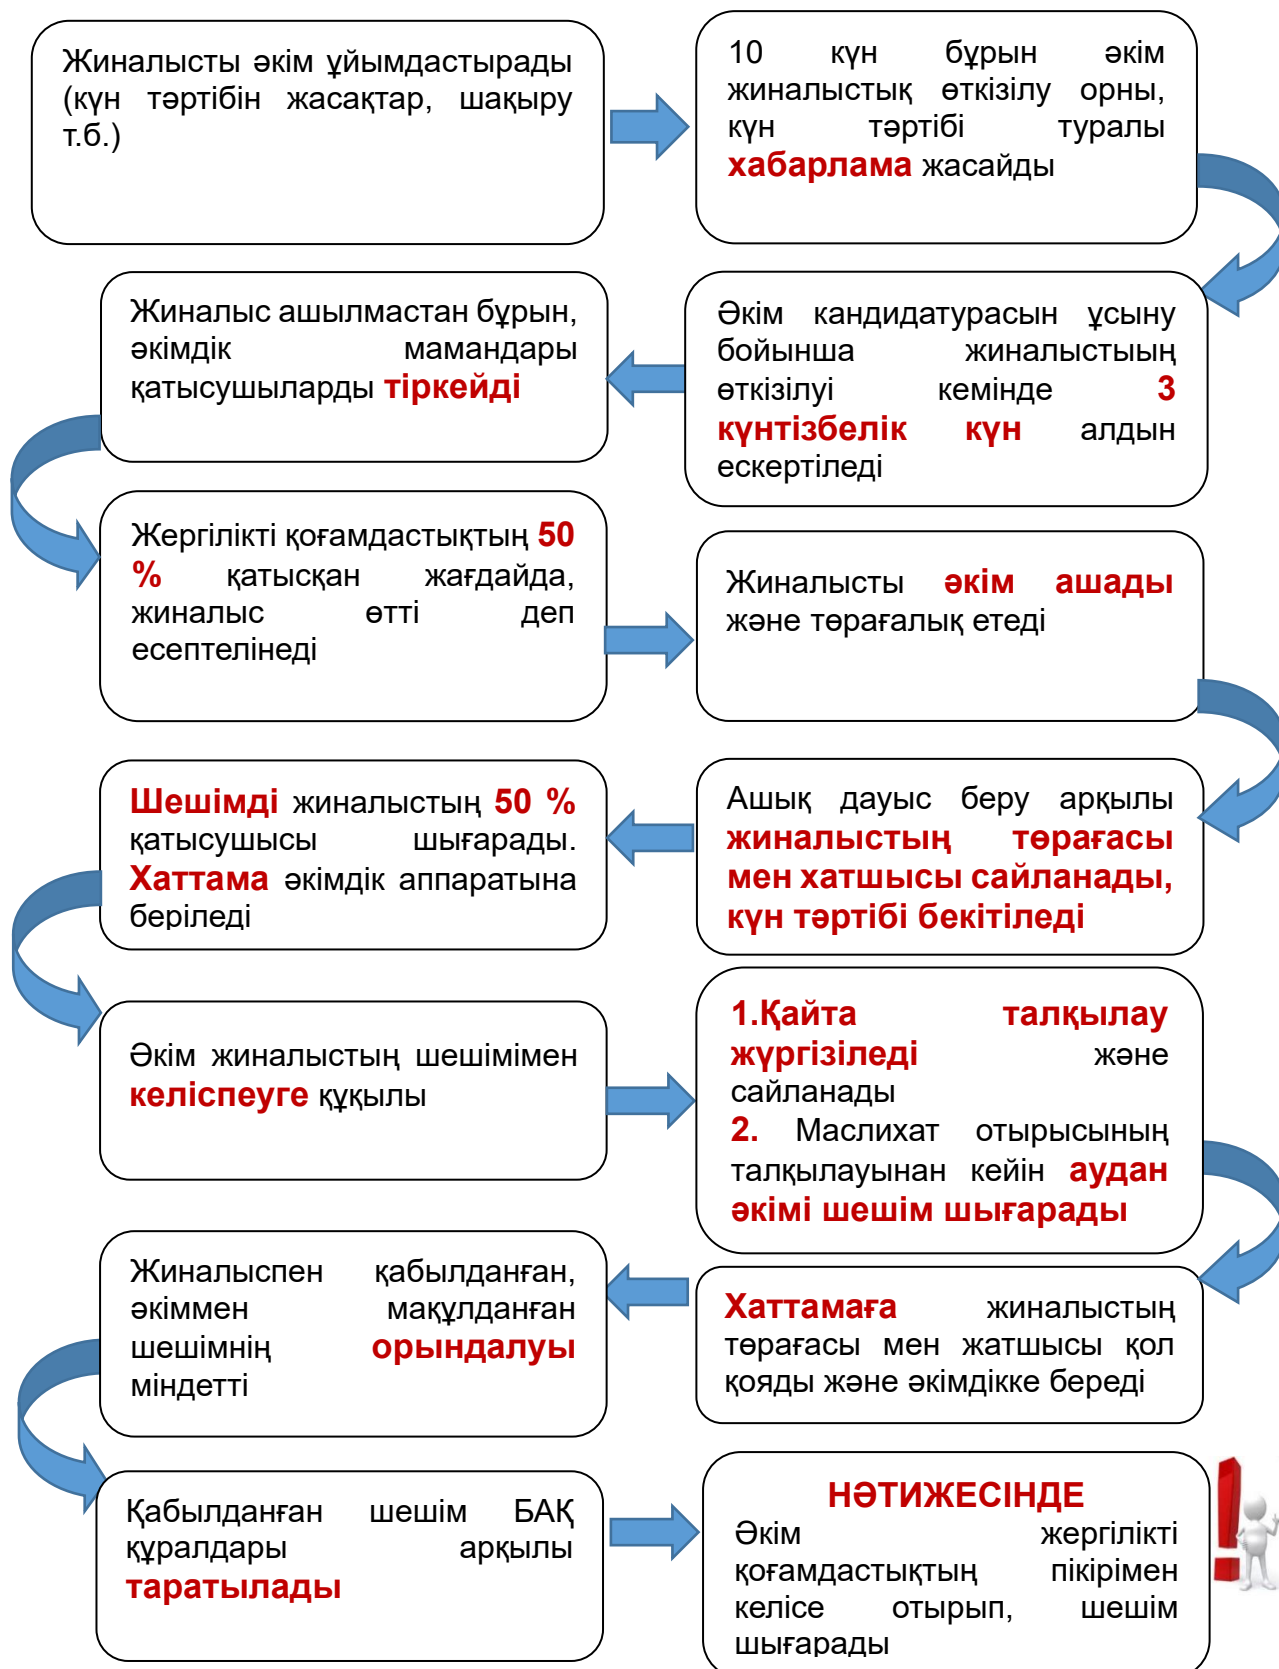 Жиналысты әкім ұйымдастырады
(күн тәртібін жасақтар, шақыру
т.б.)
10 күн бұрын әкім
жиналыстық өткізілу орны,
күн тәртібі туралы
хабарлама жасайды
Әкім кандидатурасын ұсыну
бойынша жиналыстыың
өткізілуі кемінде 3
күнтізбелік күн алдын
ескертіледі
Жиналыс ашылмастан бұрын,
әкімдік мамандары
қатысушыларды тіркейді
Жергілікті қоғамдастықтың 50
% қатысқан жағдайда,
жиналыс өтті деп
есептелінеді
Жиналысты әкім ашады
және төрағалық етеді
Ашық дауыс беру арқылы
жиналыстың төрағасы
мен хатшысы сайланады,
күн тәртібі бекітіледі
Шешімді жиналыстың 50 %
қатысушысы шығарады.
Хаттама әкімдік аппаратына
беріледі
Әкім жиналыстың шешімімен
келіспеуге құқылы
1.Қайта талқылау
жүргізіледі және
сайланады
2. Маслихат отырысының
талқылауынан кейін аудан
әкімі шешім шығарады
Хаттамаға жиналыстың
төрағасы мен жатшысы қол
қояды және әкімдікке береді
Жиналыспен қабылданған,
әкіммен мақұлданған
шешімнің орындалуы
міндетті
Қабылданған шешім БАҚ
құралдары арқылы
таратылады
НӘТИЖЕСІНДЕ
Әкім жергілікті
қоғамдастықтың пікірімен
келісе отырып, шешім
шығарады